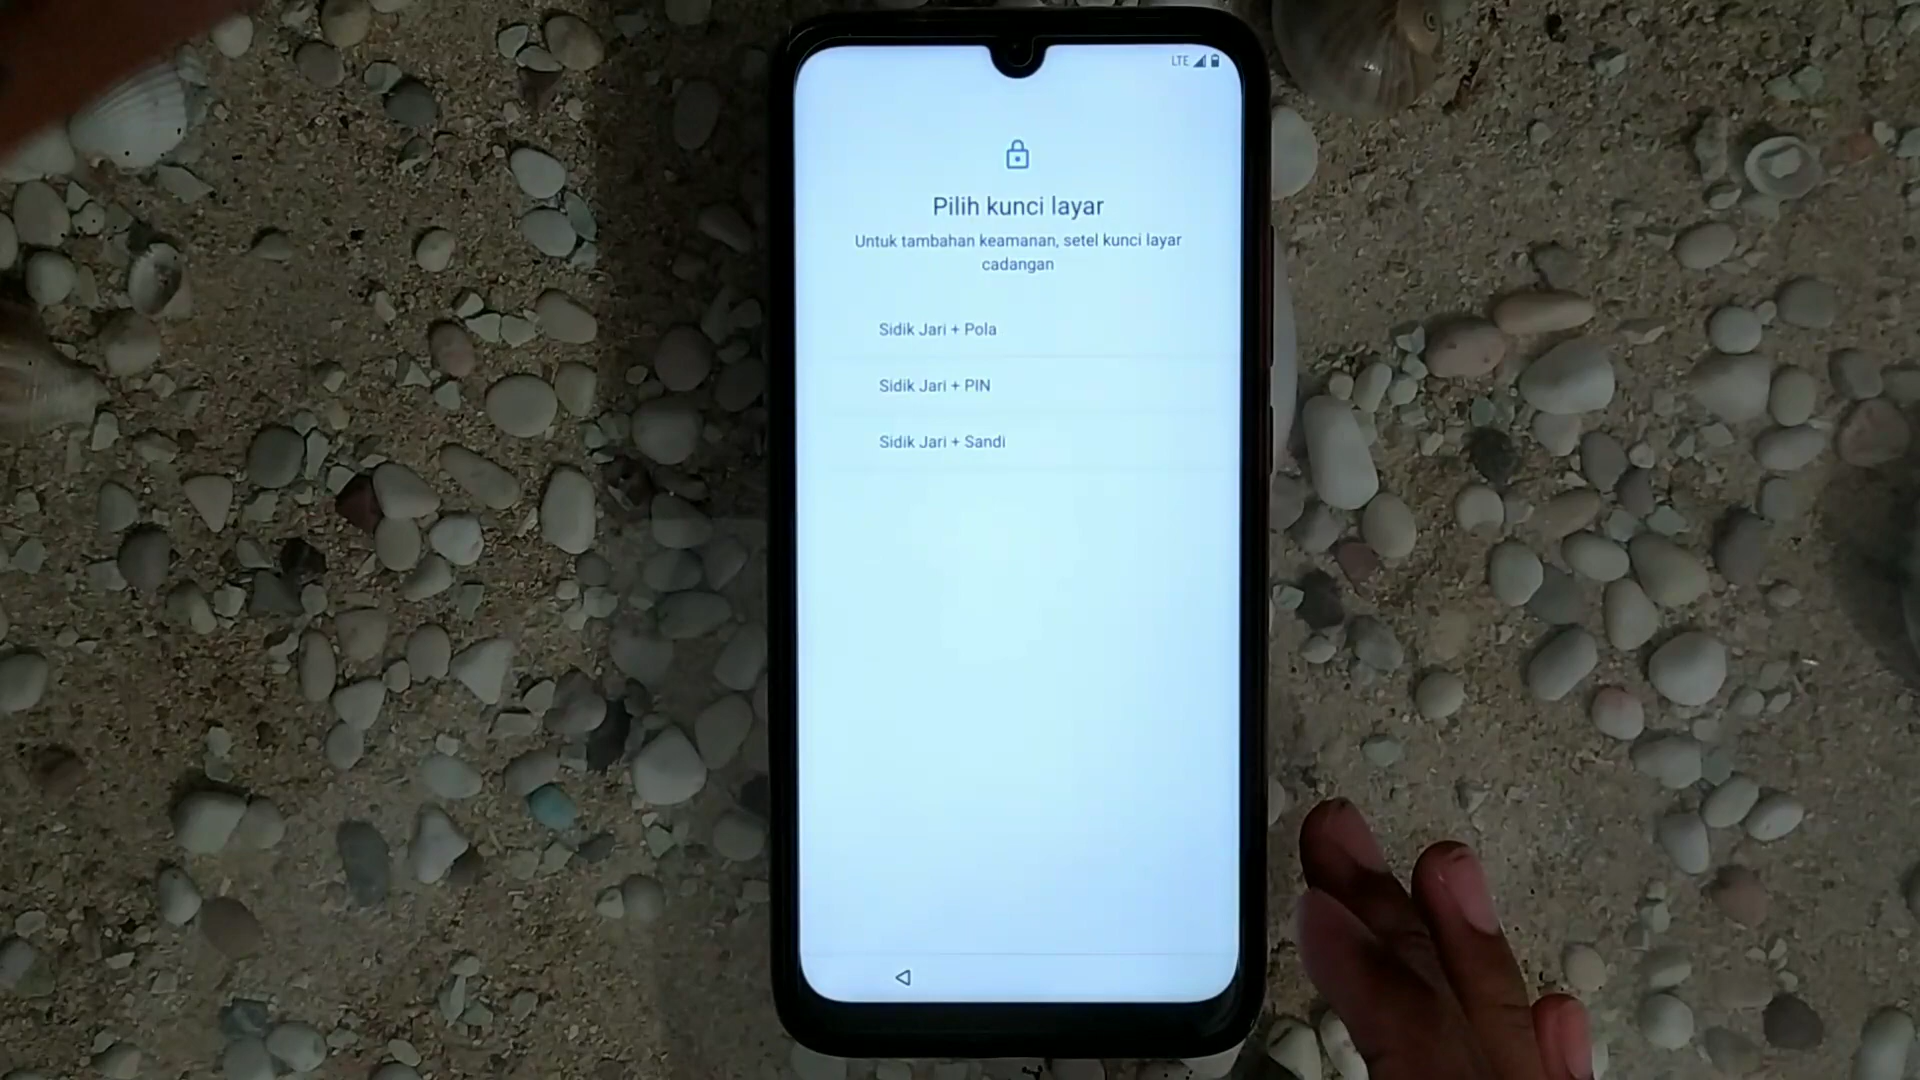 LTE
Pilih kunci layar
Untuk tambahan keamanan, setel kunci layar
cadangan
Sidik Jari + Pola
Sidik Jari + PIN
Sidik Jari + Sandi